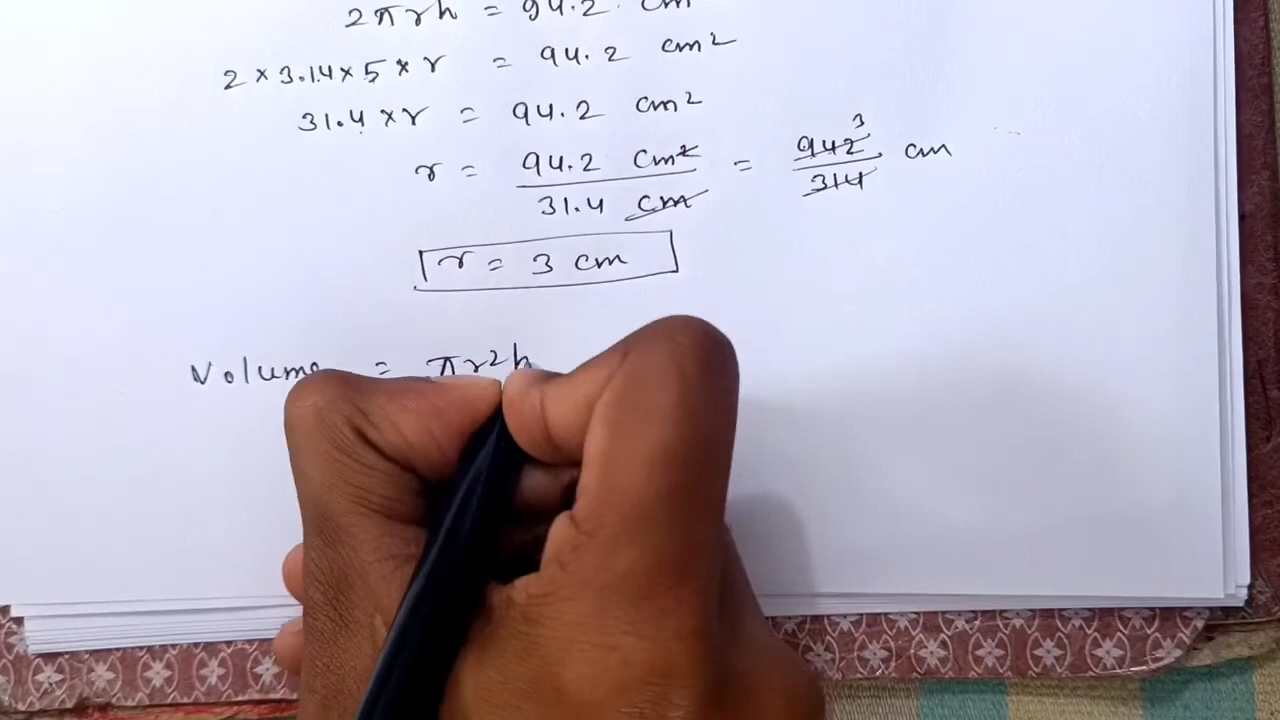 2πrh = 94.2 cm
2 × 3.14 × 5 × r = 94.2 cm²
31.4 × r = 94.2 cm²
r = 94.2 cm² / 31.4 cm = 942 3 / 314 cm
r = 3 cm
Volume = πr²h